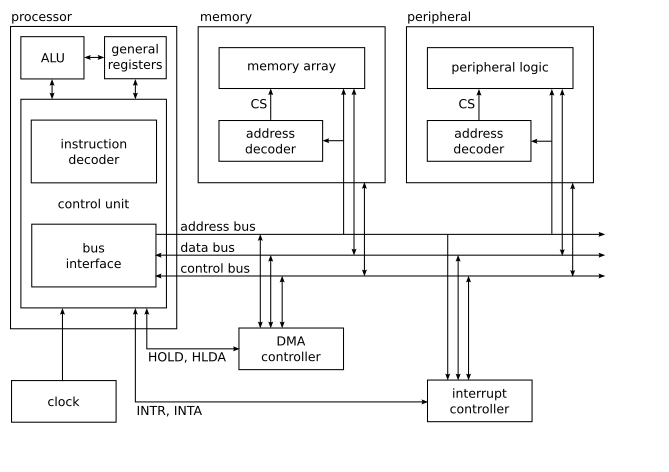 processor
memory
peripheral
ALU
general
registers
memory array
peripheral logic
CS
CS
address
decoder
address
decoder
instruction
decoder
control unit
bus
interface
address bus
data bus
control bus
DMA
controller
HOLD, HLDA
clock
INTR, INTA
interrupt
controller